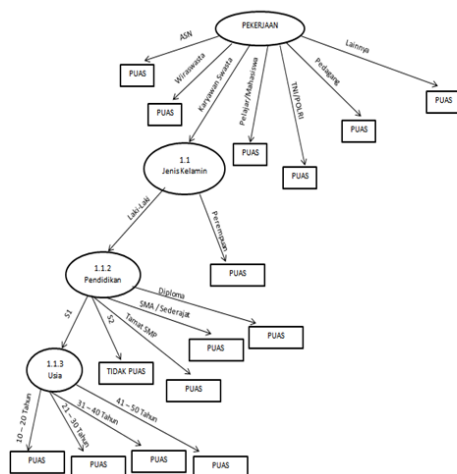 PEKERJAAN
ASN
Wiraswasta
Karyawan Swasta
Pelajar/Mahasiswa
TNI/POLRI
Pedagang
Lainnya
PUAS
PUAS
PUAS
PUAS
PUAS
PUAS
1.1
Jenis Kelamin
Laki-Laki
Perempuan
PUAS
1.1.2
Pendidikan
S1
S2
Tamat SMP
SMA / Sederajat
Diploma
TIDAK PUAS
PUAS
PUAS
PUAS
1.1.3
Usia
10 – 20 Tahun
21 – 30 Tahun
31 – 40 Tahun
41 – 50 Tahun
PUAS
PUAS
PUAS
PUAS